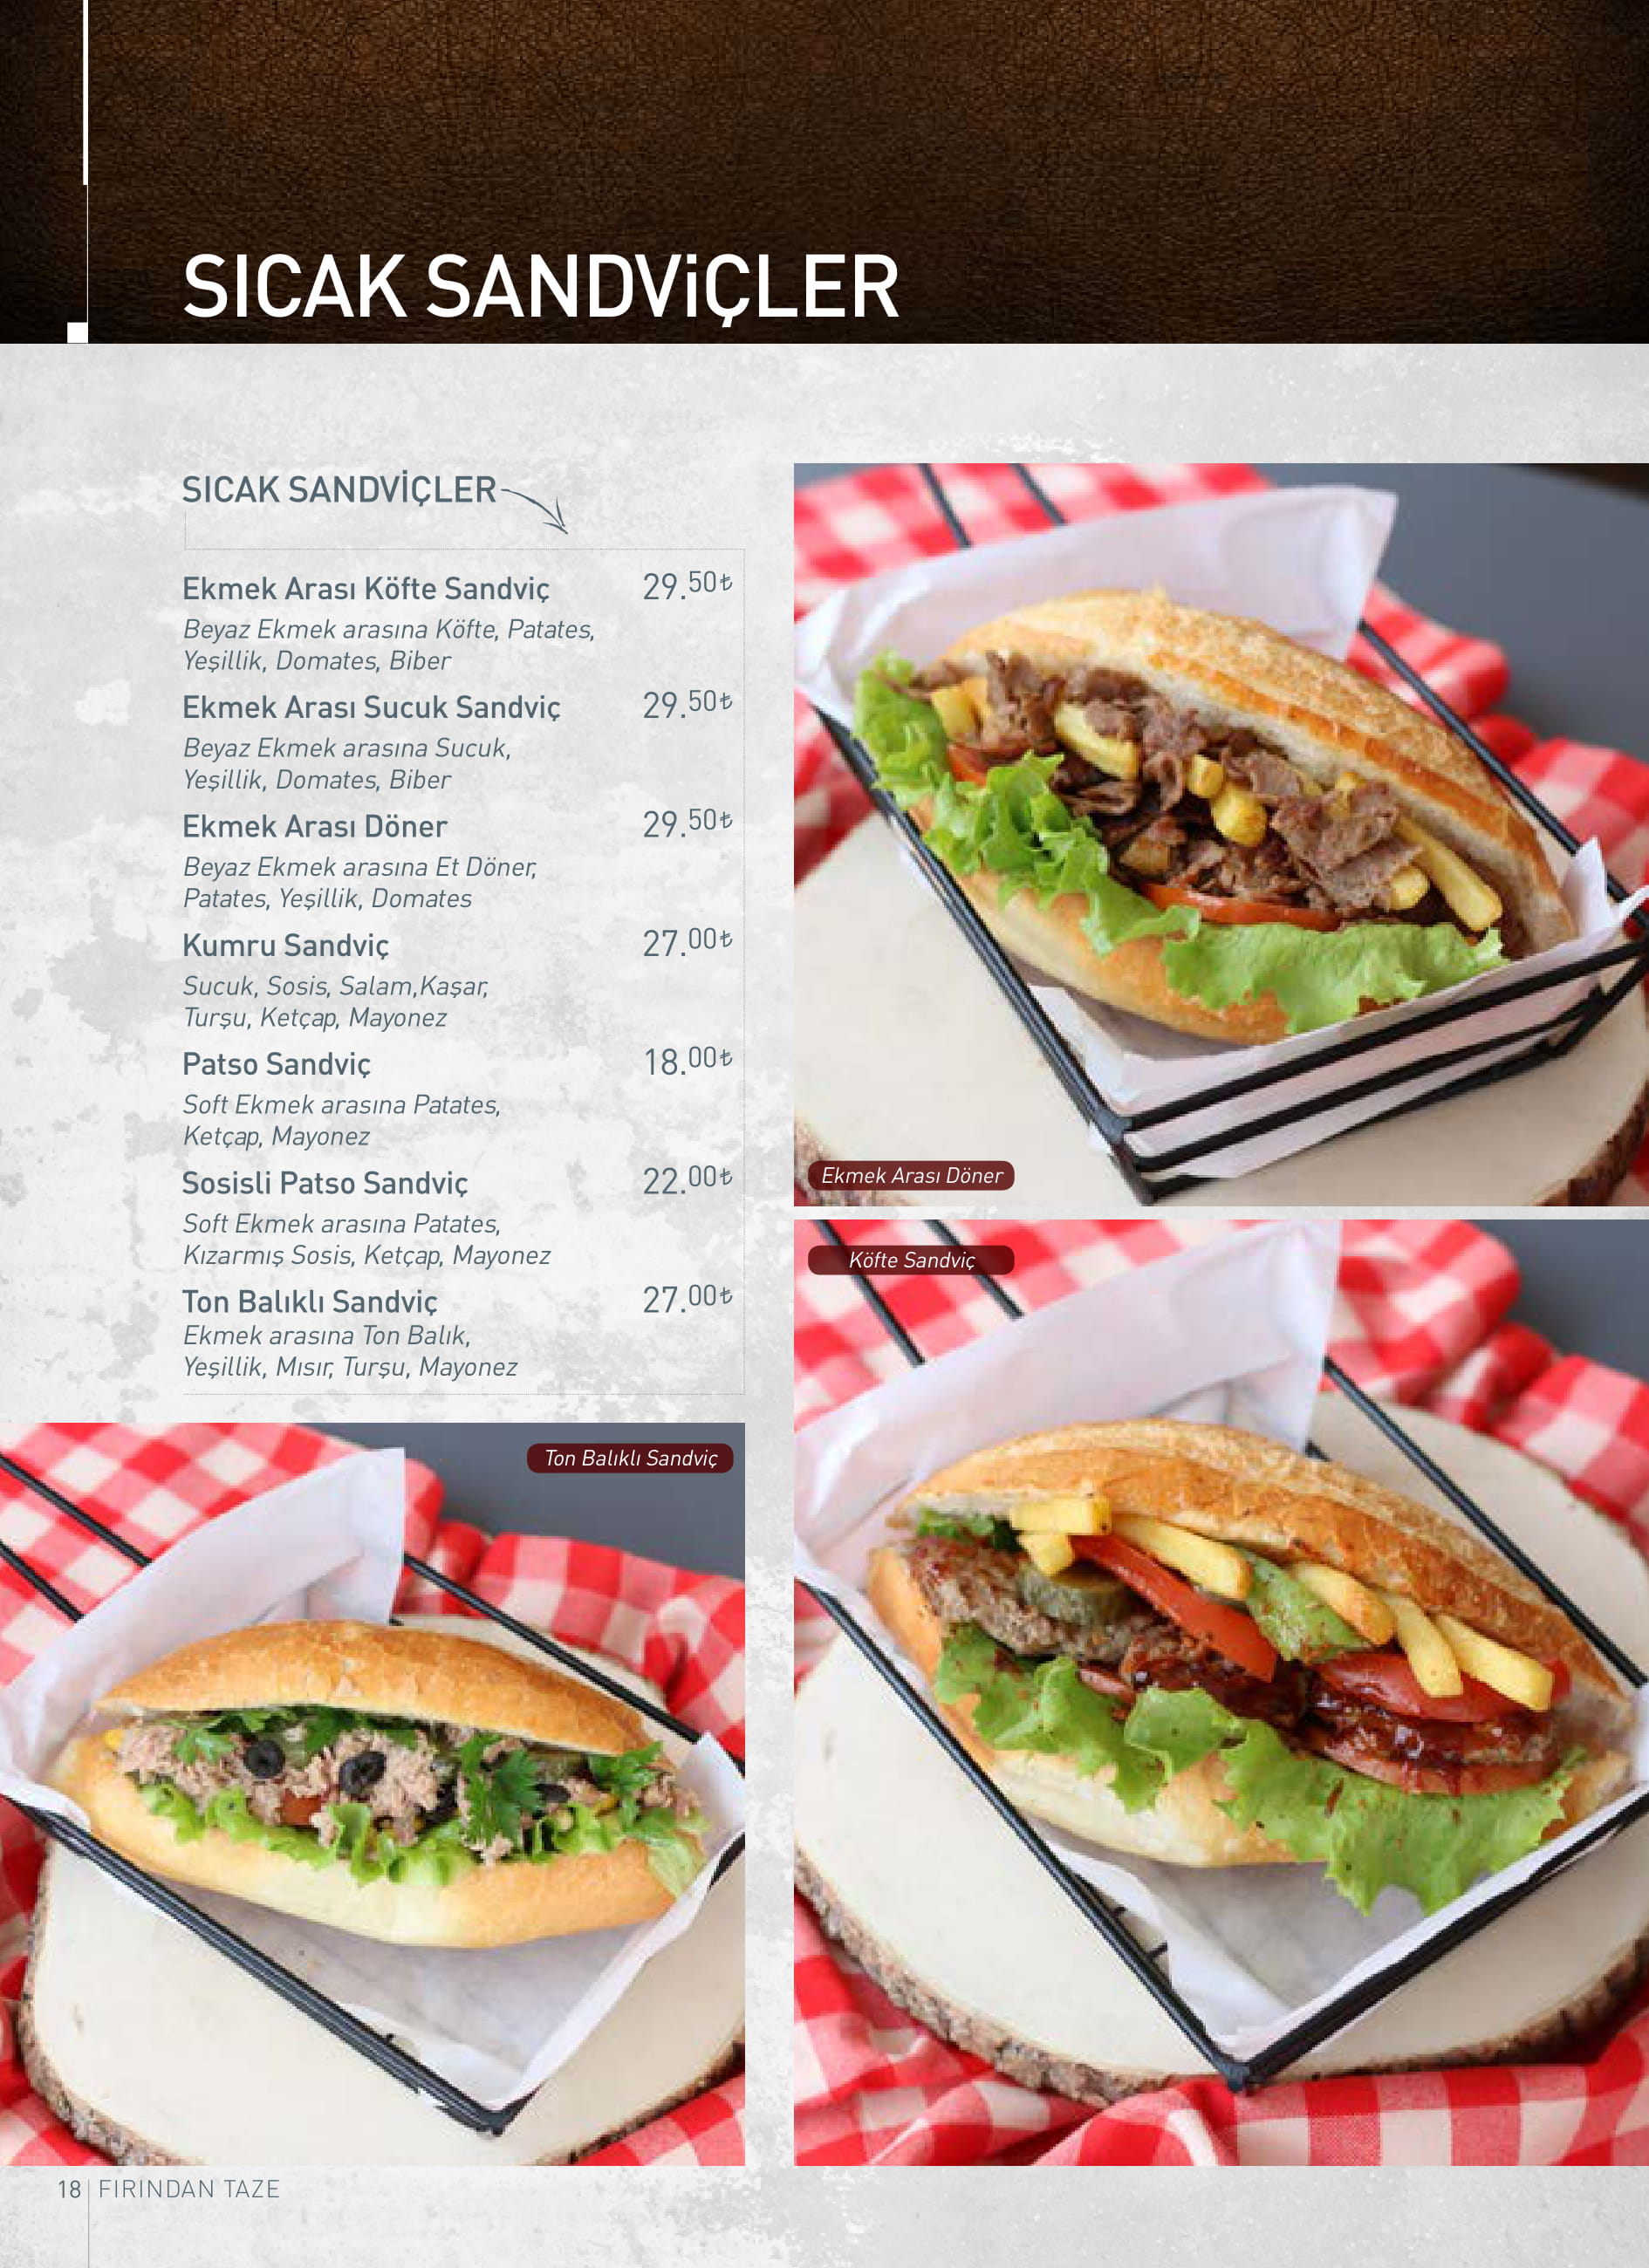 SICAK SANDViÇLER
SICAK SANDVİÇLER
Ekmek Arası Köfte Sandviç 29.50₺
Beyaz Ekmek arasına Köfte, Patates,
Yeşillik, Domates, Biber
Ekmek Arası Sucuk Sandviç 29.50₺
Beyaz Ekmek arasına Sucuk,
Yeşillik, Domates, Biber
Ekmek Arası Döner 29.50₺
Beyaz Ekmek arasına Et Döner,
Patates, Yeşillik, Domates
Kumru Sandviç 27.00₺
Sucuk, Sosis, Salam,Kaşar,
Turşu, Ketçap, Mayonez
Patso Sandviç 18.00₺
Soft Ekmek arasına Patates,
Ketçap, Mayonez
Sosisli Patso Sandviç 22.00₺
Soft Ekmek arasına Patates,
Kızarmış Sosis, Ketçap, Mayonez
Ton Balıklı Sandviç 27.00₺
Ekmek arasına Ton Balık,
Yeşillik, Mısır, Turşu, Mayonez
Ekmek Arası Döner
Köfte Sandviç
Ton Balıklı Sandviç
18 FIRINDAN TAZE